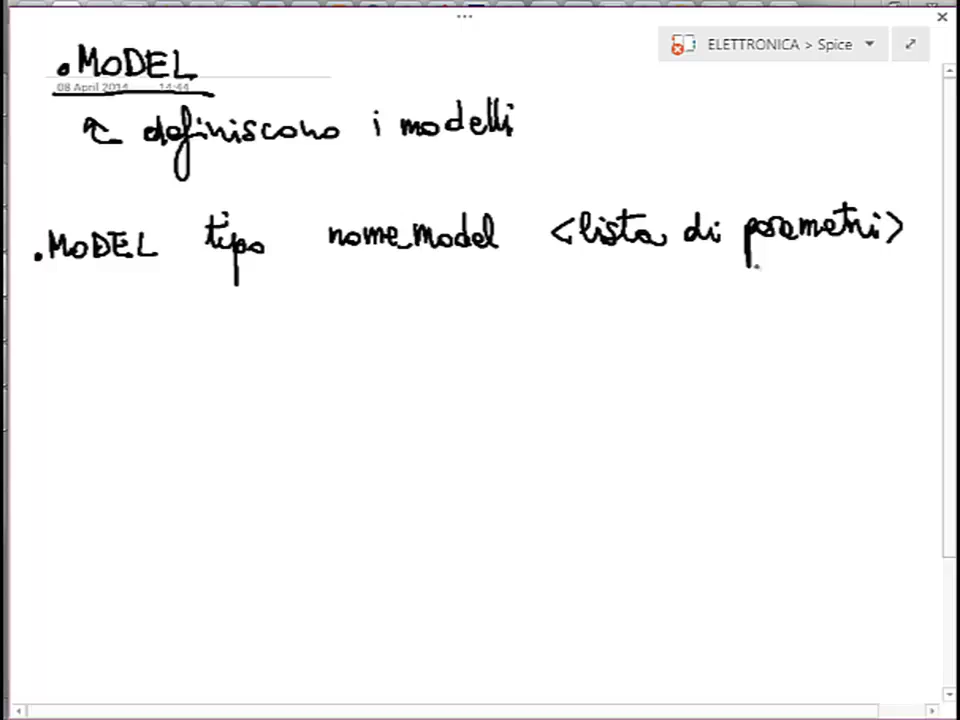 ELETTRONICA > Spice
.MODEL
08 April 2014 14:44
definiscono i modelli
.MODEL tipo nome_model <lista di parametri>